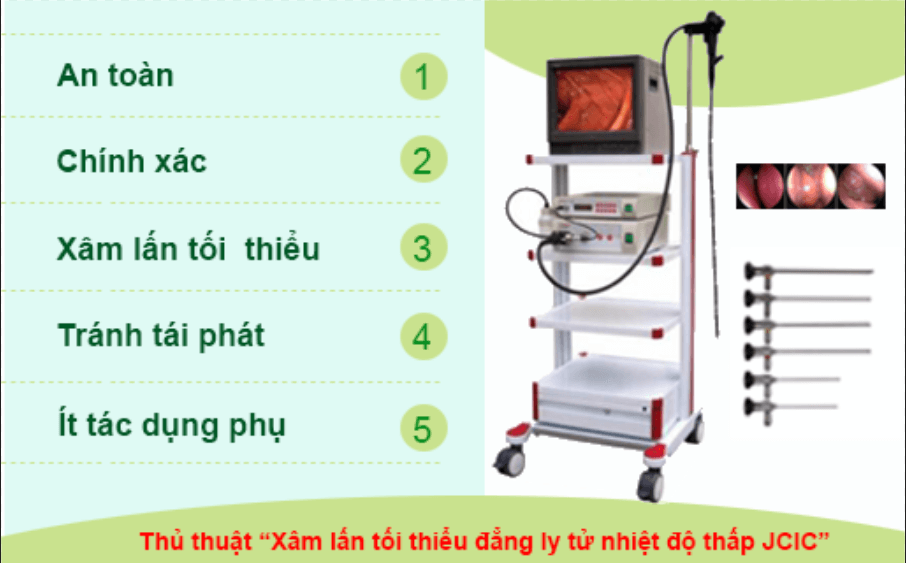 An toàn 1
Chính xác 2
Xâm lấn tối thiểu 3
Tránh tái phát 4
Ít tác dụng phụ 5
Thủ thuật “Xâm lấn tối thiểu đẳng ly tử nhiệt độ thấp JCIC”